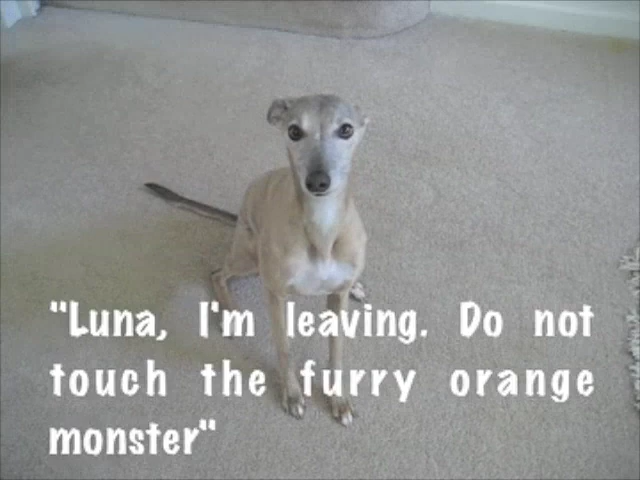 "Luna, I'm leaving. Do not
touch the furry orange
monster"